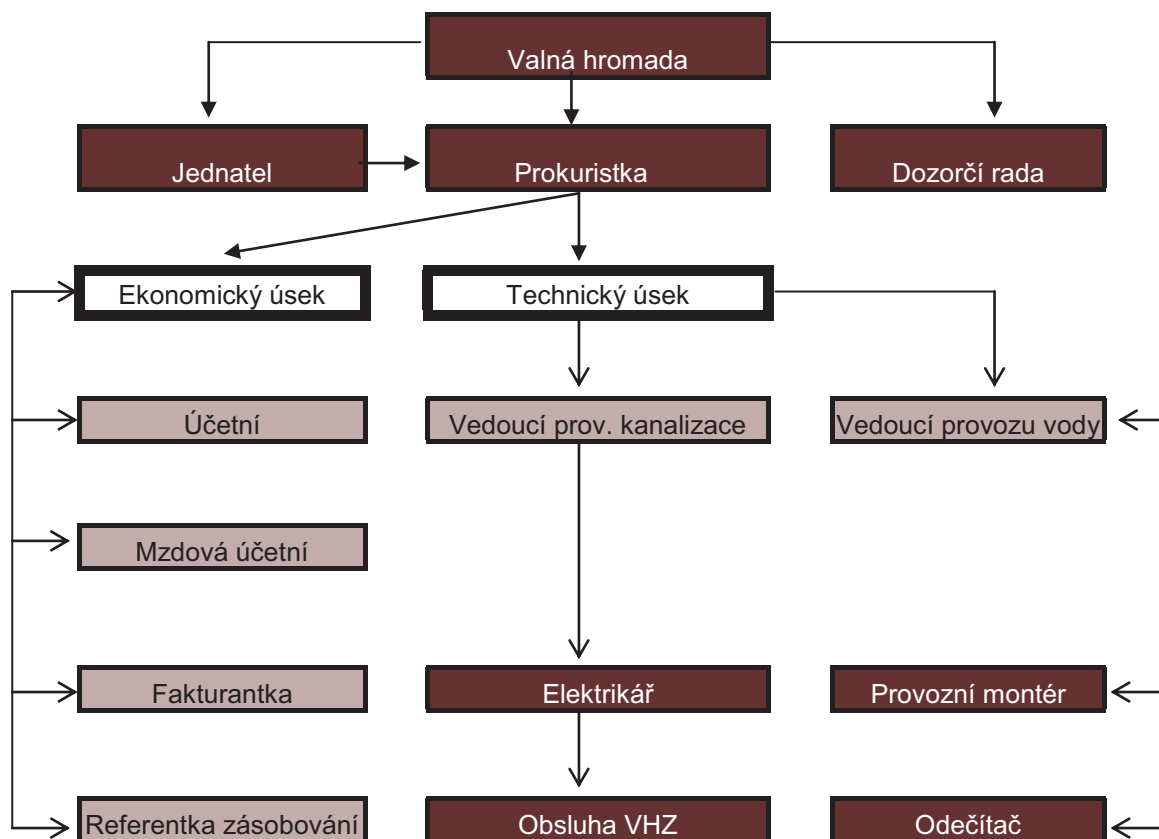 Valná hromada
Jednatel
Prokuristka
Dozorčí rada
Ekonomický úsek
Technický úsek
Účetní
Vedoucí prov. kanalizace
Vedoucí provozu vody
Mzdová účetní
Fakturantka
Elektrikář
Provozní montér
Referentka zásobování
Obsluha VHZ
Odečítač